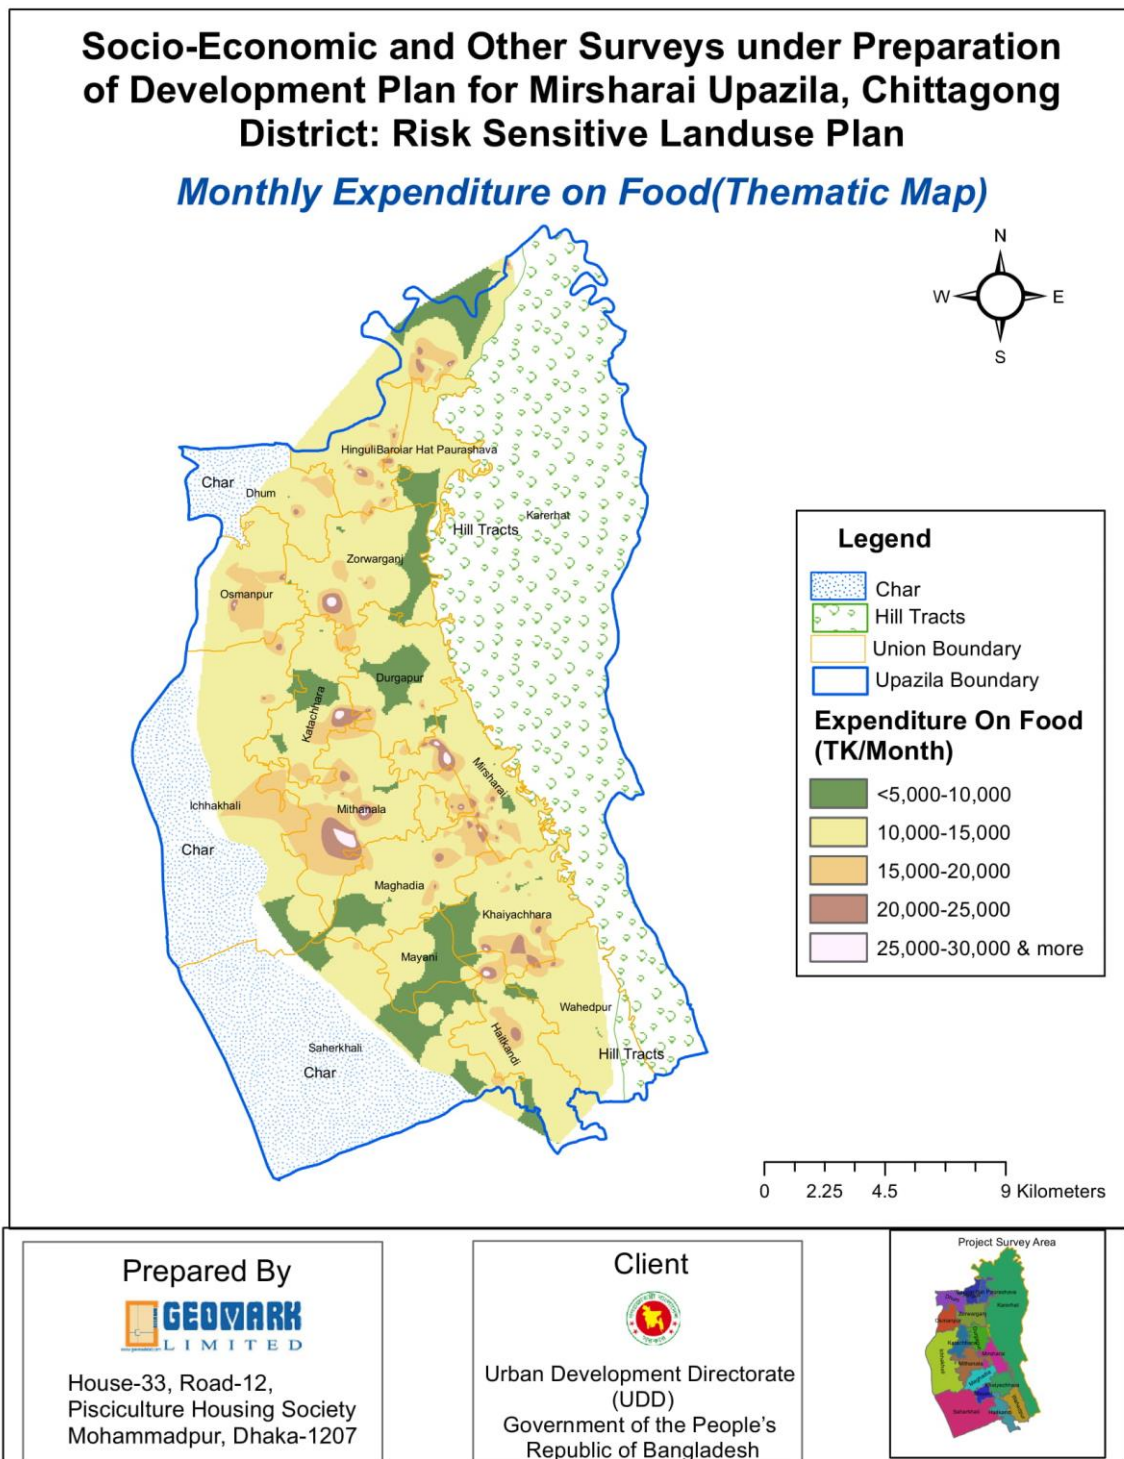 Socio-Economic and Other Surveys under Preparation
of Development Plan for Mirsharai Upazila, Chittagong
District: Risk Sensitive Landuse Plan
Monthly Expenditure on Food(Thematic Map)
N
W
E
S
Hinguli
Baroiar Hat Paurashava
Char
Dhum
Karerhat
Hill Tracts
Zorwarganj
Osmanpur
Durgapur
Katachhara
Mirsharai
Ichhakhali
Mithanala
Char
Maghadia
Khaiyachhara
Mayani
Wahedpur
Haitkandi
Saherkhali
Hill Tracts
Char
Legend
Char
Hill Tracts
Union Boundary
Upazila Boundary
Expenditure On Food
(TK/Month)
<5,000-10,000
10,000-15,000
15,000-20,000
20,000-25,000
25,000-30,000 & more
0 2.25 4.5 9 Kilometers
Prepared By
GEOMARK
LIMITED
House-33, Road-12,
Pisciculture Housing Society
Mohammadpur, Dhaka-1207
Client
Urban Development Directorate
(UDD)
Government of the People's
Republic of Bangladesh
Project Survey Area
Karerhat